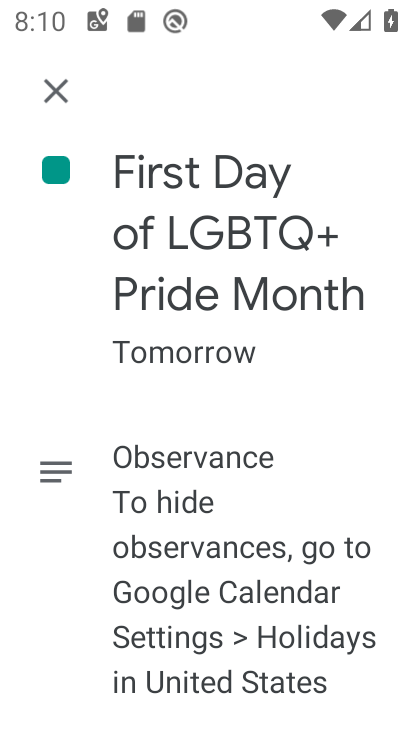 8:10
First Day
of LGBTQ+
Pride Month
Tomorrow
Observance
To hide
observances, go to
Google Calendar
Settings > Holidays
in United States